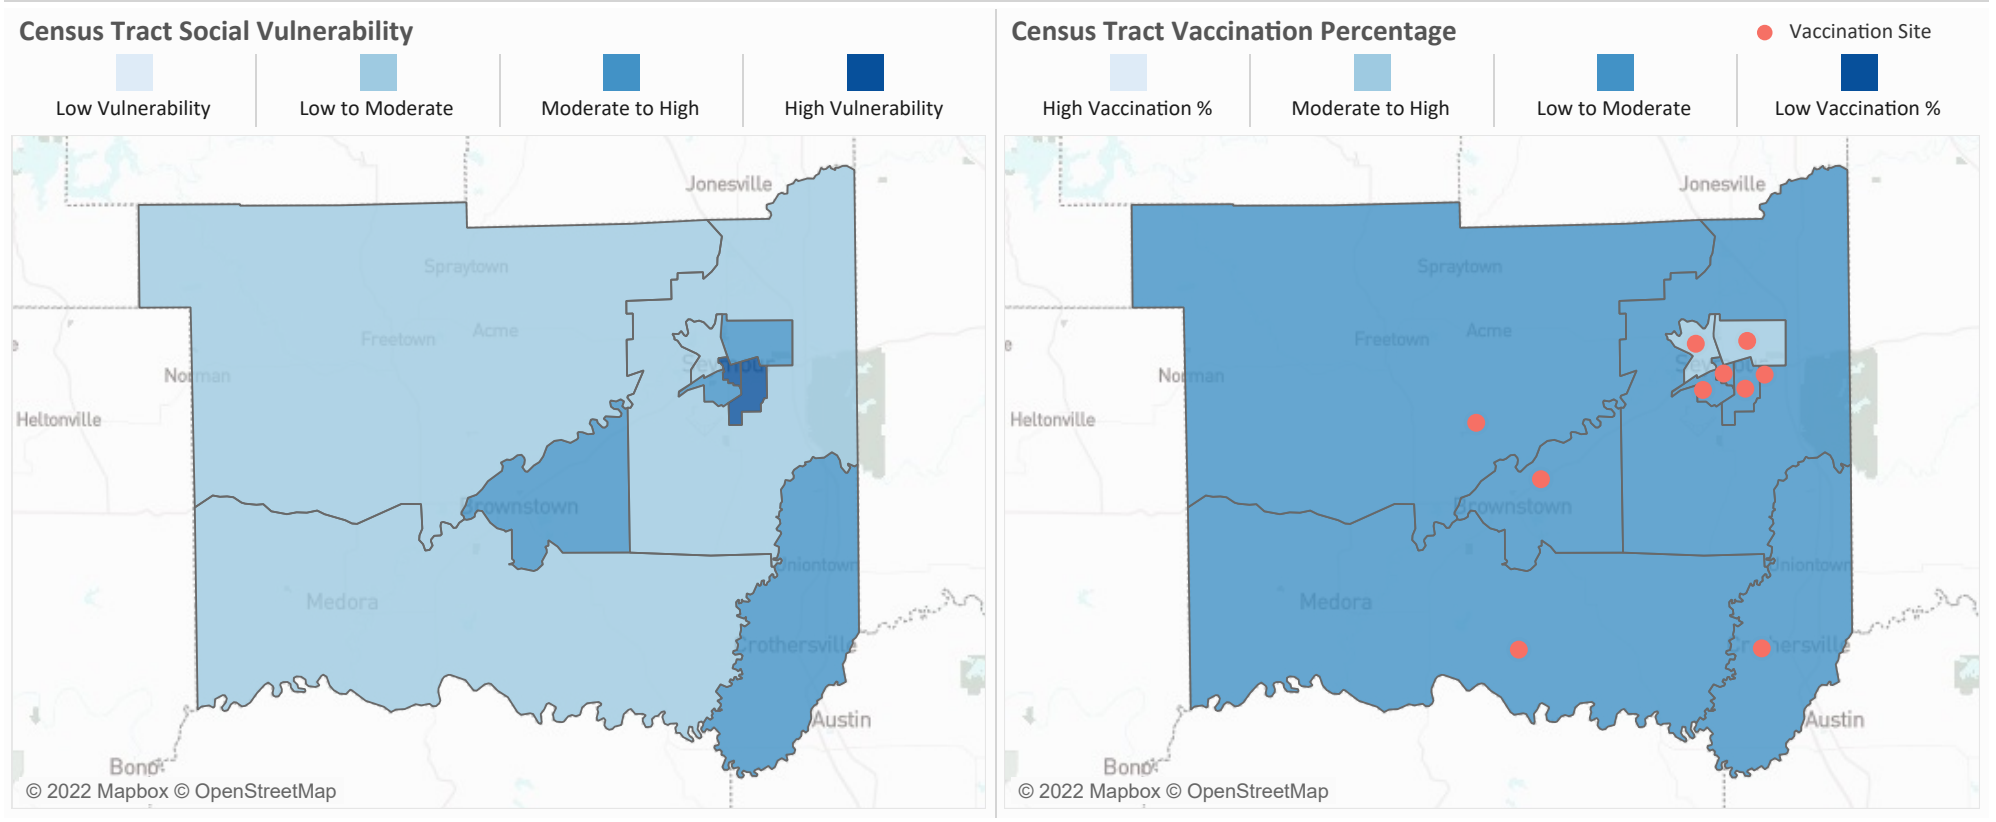 Census Tract Social Vulnerability
Low Vulnerability
Low to Moderate
Moderate to High
High Vulnerability
Jonesville
Spraytown
Freetown
Acme
Norman
Seymour
Heltonville
Brownstown
Uniontown
Medora
Crothersville
Austin
Bono
© 2022 Mapbox © OpenStreetMap
Census Tract Vaccination Percentage
Vaccination Site
High Vaccination %
Moderate to High
Low to Moderate
Low Vaccination %
Jonesville
Spraytown
Freetown
Acme
Norman
Heltonville
Brownstown
Uniontown
Medora
Crothersville
Austin
Bono
© 2022 Mapbox © OpenStreetMap